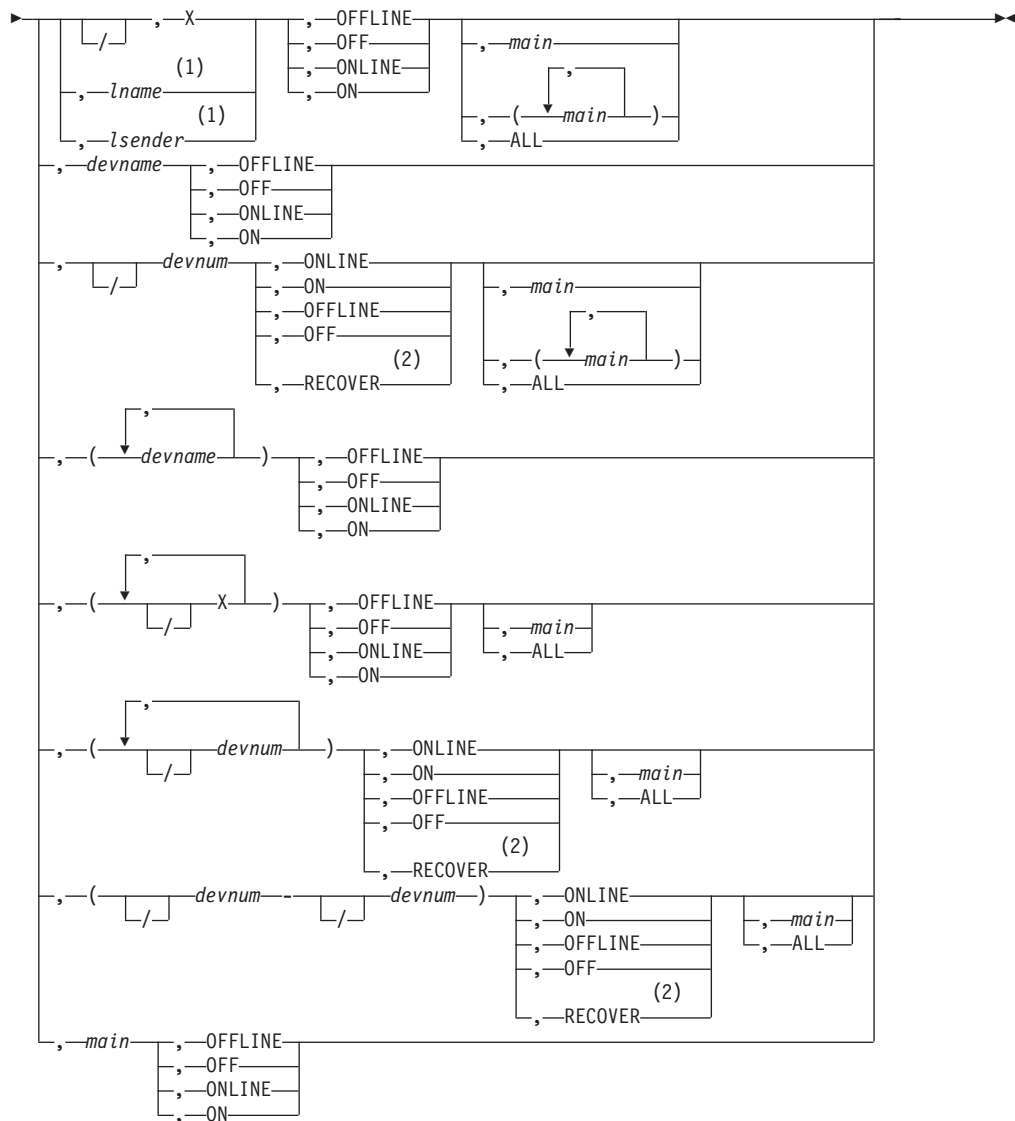 , X , OFFLINE
/ , OFF , main
(1) , ONLINE ,
, lname , ON , ( main )
(1) , ALL
, lsender
, devname , OFFLINE
, OFF
, ONLINE
, ON
, / devnum , ONLINE
, ON , main
, OFFLINE ,
, OFF , ( main )
(2) , ALL
, RECOVER
,
, ( devname ) , OFFLINE
, OFF
, ONLINE
, ON
,
, ( / X ) , OFFLINE
, OFF , main
, ONLINE , ALL
, ON
,
, ( / devnum ) , ONLINE
, ON , main
, OFFLINE , ALL
, OFF
(2)
, RECOVER
, ( / devnum - / devnum ) , ONLINE
, ON , main
, OFFLINE , ALL
, OFF
(2)
, RECOVER
, main , OFFLINE
, OFF
, ONLINE
, ON